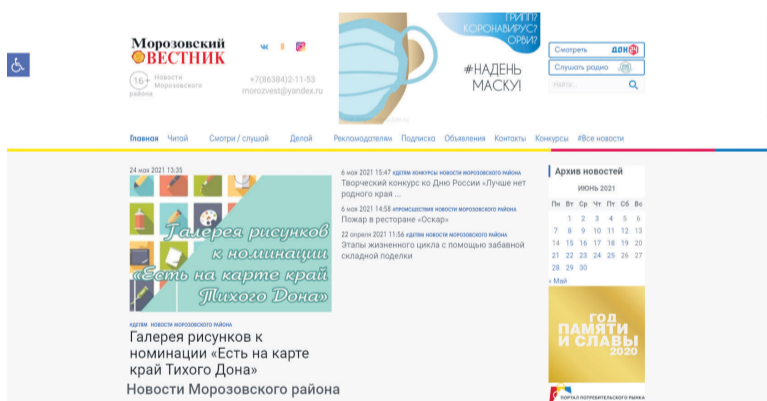 Морозовский
ВЕСТНИК
16+
Новости
Морозовского
района
+7(86384)2-11-53
morozvest@yandex.ru
ГРИПП?
КОРОНАВИРУС?
ОРВИ?
#НАДЕНЬ
МАСКУ!
Смотреть ДОН24
Слушать радио
Найти...
Главная Читай Смотри / слушай Делай Рекламодателям Подписка Объявления Контакты Конкурсы #Все новости
24 мая 2021 13:35
Галерея рисунков
к номинации
«Есть на карте край
Тихого Дона»
#ДЕТЯМ НОВОСТИ МОРОЗОВСКОГО РАЙОНА
Галерея рисунков к
номинации «Есть на карте
край Тихого Дона»
Новости Морозовского района
6 мая 2021 15:47 #ДЕТЯМ КОНКУРСЫ НОВОСТИ МОРОЗОВСКОГО РАЙОНА
Творческий конкурс ко Дню России «Лучше нет
родного края ...
6 мая 2021 14:58 #ПРОИСШЕСТВИЯ НОВОСТИ МОРОЗОВСКОГО РАЙОНА
Пожар в ресторане «Оскар»
22 апреля 2021 11:56 #ДЕТЯМ НОВОСТИ МОРОЗОВСКОГО РАЙОНА
Этапы жизненного цикла с помощью забавной
складной поделки
Архив новостей
ИЮНЬ 2021
Пн Вт Ср Чт Пт Сб Вс
1 2 3 4 5 6
7 8 9 10 11 12 13
14 15 16 17 18 19 20
21 22 23 24 25 26 27
28 29 30
« Май
ГОД
ПАМЯТИ
И СЛАВЫ
2020
ПОРТАЛ ПОТРЕБИТЕЛЬСКОГО РЫНКА